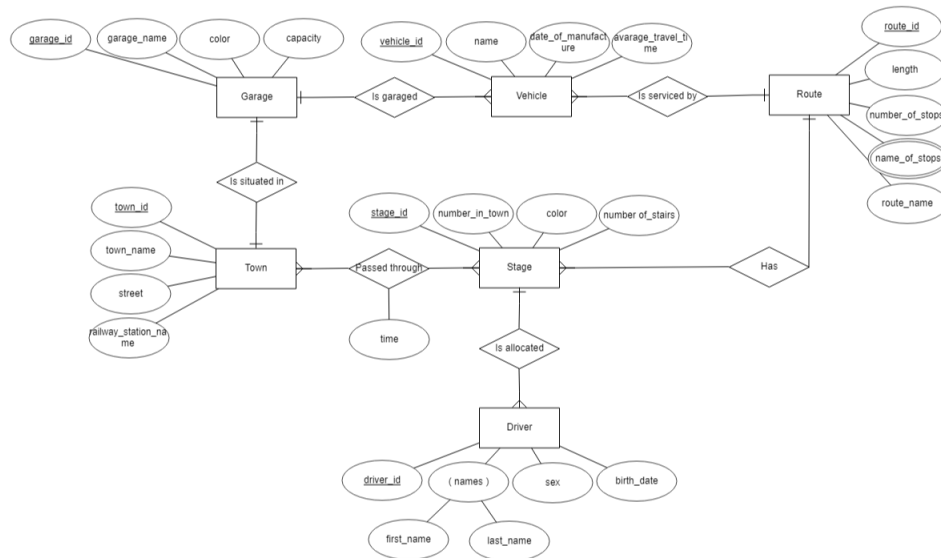 route_id
garage_id
garage_name
color
capacity
vehicle_id
name
date_of_manufact
ure
avarage_travel_ti
me
length
Garage
Is garaged
Vehicle
Is serviced by
Route
number_of_stops
name_of_stops
route_name
Is situated in
town_id
stage_id
number_in_town
color
number of_stairs
town_name
Town
Passed through
Stage
Has
street
railway_station_na
me
time
Is allocated
Driver
driver_id
( names )
sex
birth_date
first_name
last_name